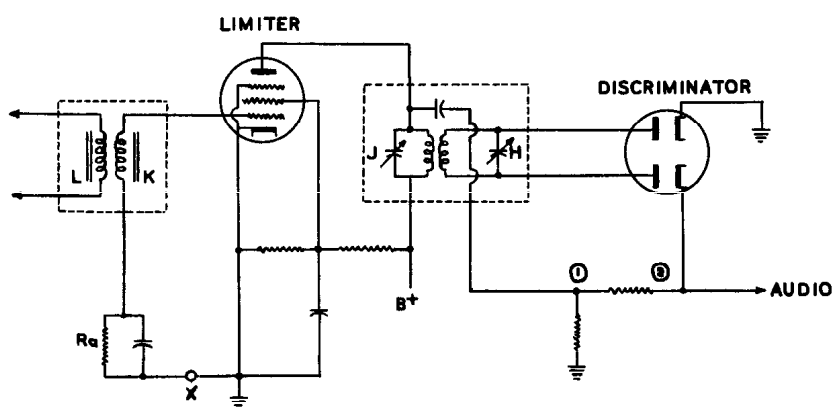 LIMITER
DISCRIMINATOR
L
K
J
H
B+
1
2
AUDIO
Ra
X